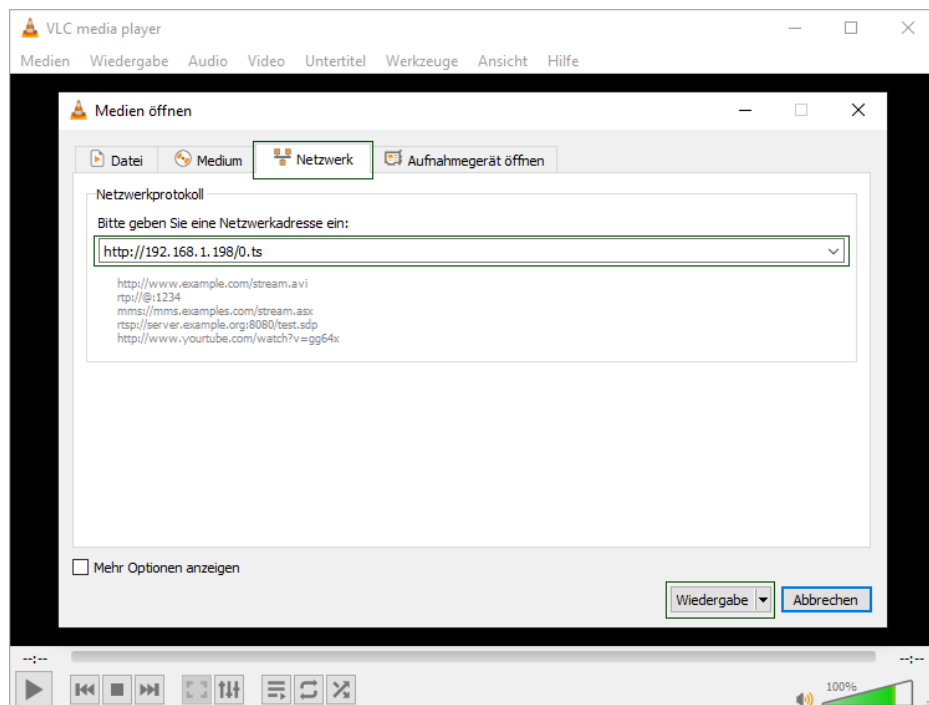 VLC media player
Medien Wiedergabe Audio Video Untertitel Werkzeuge Ansicht Hilfe
Medien öffnen
Datei Medium Netzwerk Aufnahmegerät öffnen
Netzwerkprotokoll
Bitte geben Sie eine Netzwerkadresse ein:
http://192.168.1.198/0.ts
http://www.example.com/stream.avi
rtp://@:1234
mms://mms.examples.com/stream.asx
rtsp://server.example.org:8080/test.sdp
http://www.yourtube.com/watch?v=gg64x
Mehr Optionen anzeigen
Wiedergabe Abbrechen
--:-- --:--
100%